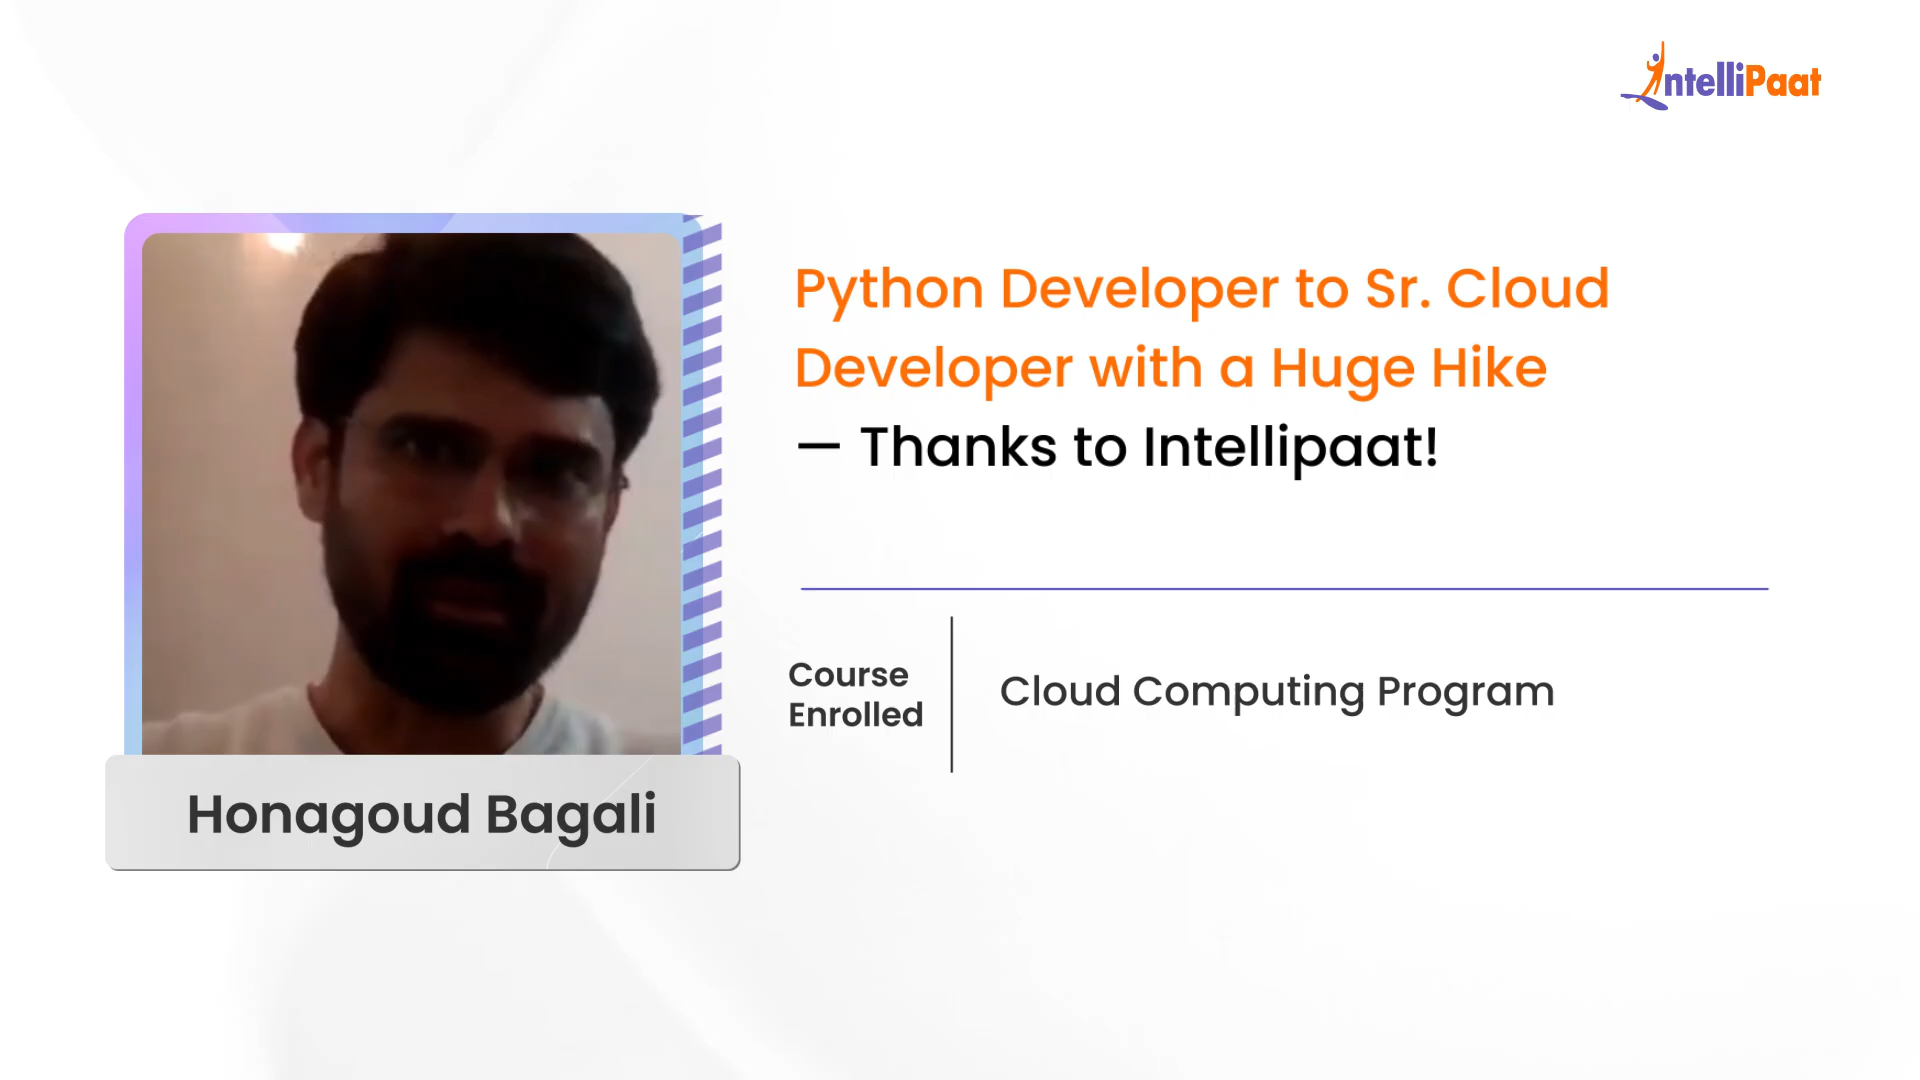 IntelliPaat
Python Developer to Sr. Cloud
Developer with a Huge Hike
— Thanks to Intellipaat!
Course
Enrolled
Cloud Computing Program
Honagoud Bagali